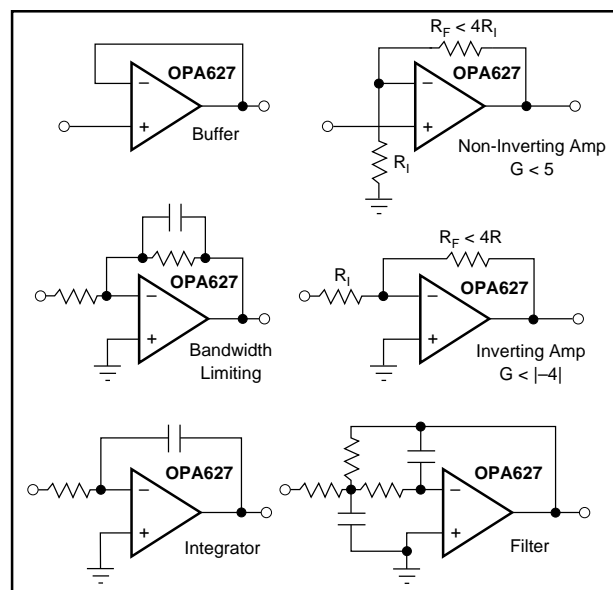 OPA627
−
+
Buffer
R_F < 4R_I
OPA627
−
+
R_I
Non-Inverting Amp
G < 5
OPA627
−
+
Bandwidth
Limiting
R_F < 4R
R_I
OPA627
−
+
Inverting Amp
G < |–4|
OPA627
−
+
Integrator
OPA627
−
+
Filter